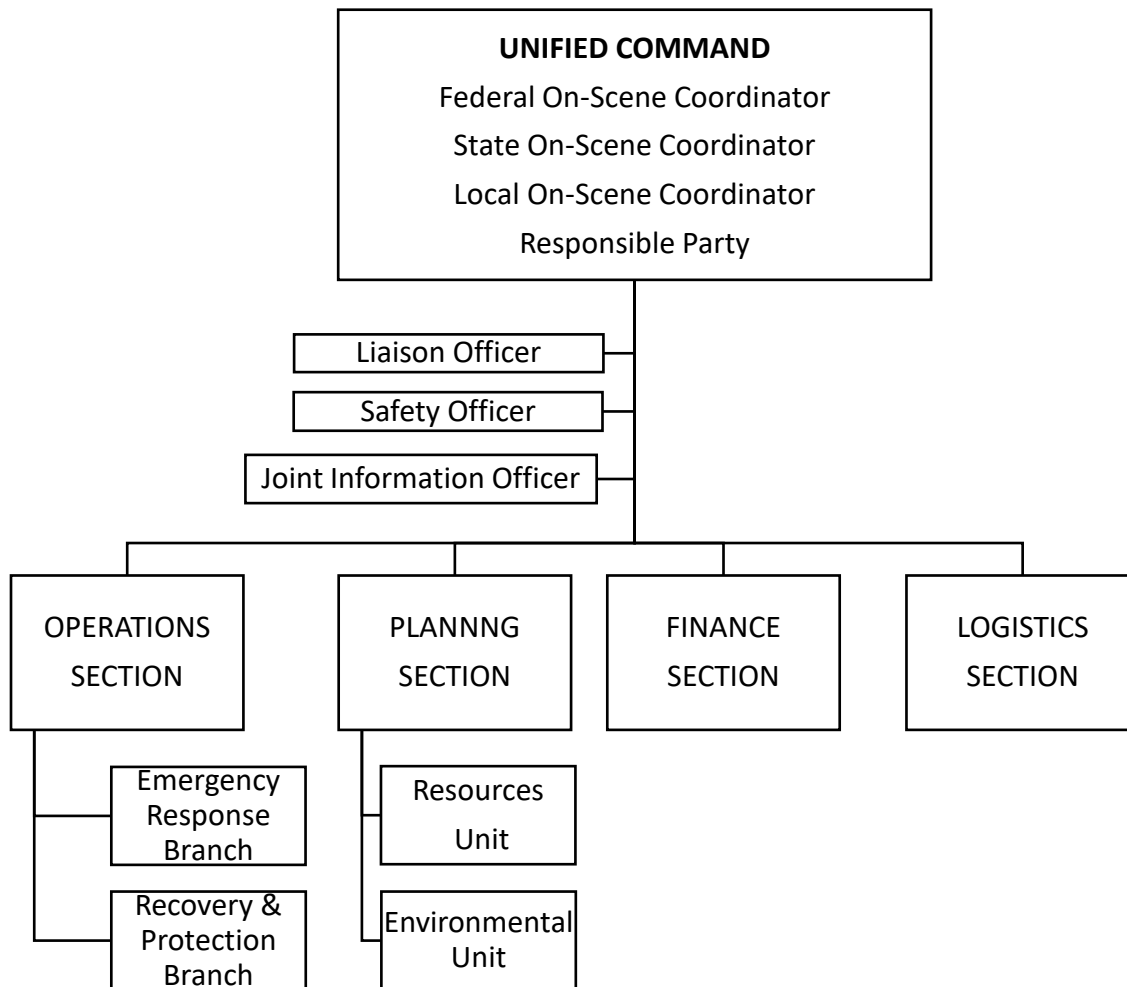 UNIFIED COMMAND
Federal On-Scene Coordinator
State On-Scene Coordinator
Local On-Scene Coordinator
Responsible Party
Liaison Officer
Safety Officer
Joint Information Officer
OPERATIONS
SECTION
PLANNNG
SECTION
FINANCE
SECTION
LOGISTICS
SECTION
Emergency
Response
Branch
Resources
Unit
Recovery &
Protection
Branch
Environmental
Unit